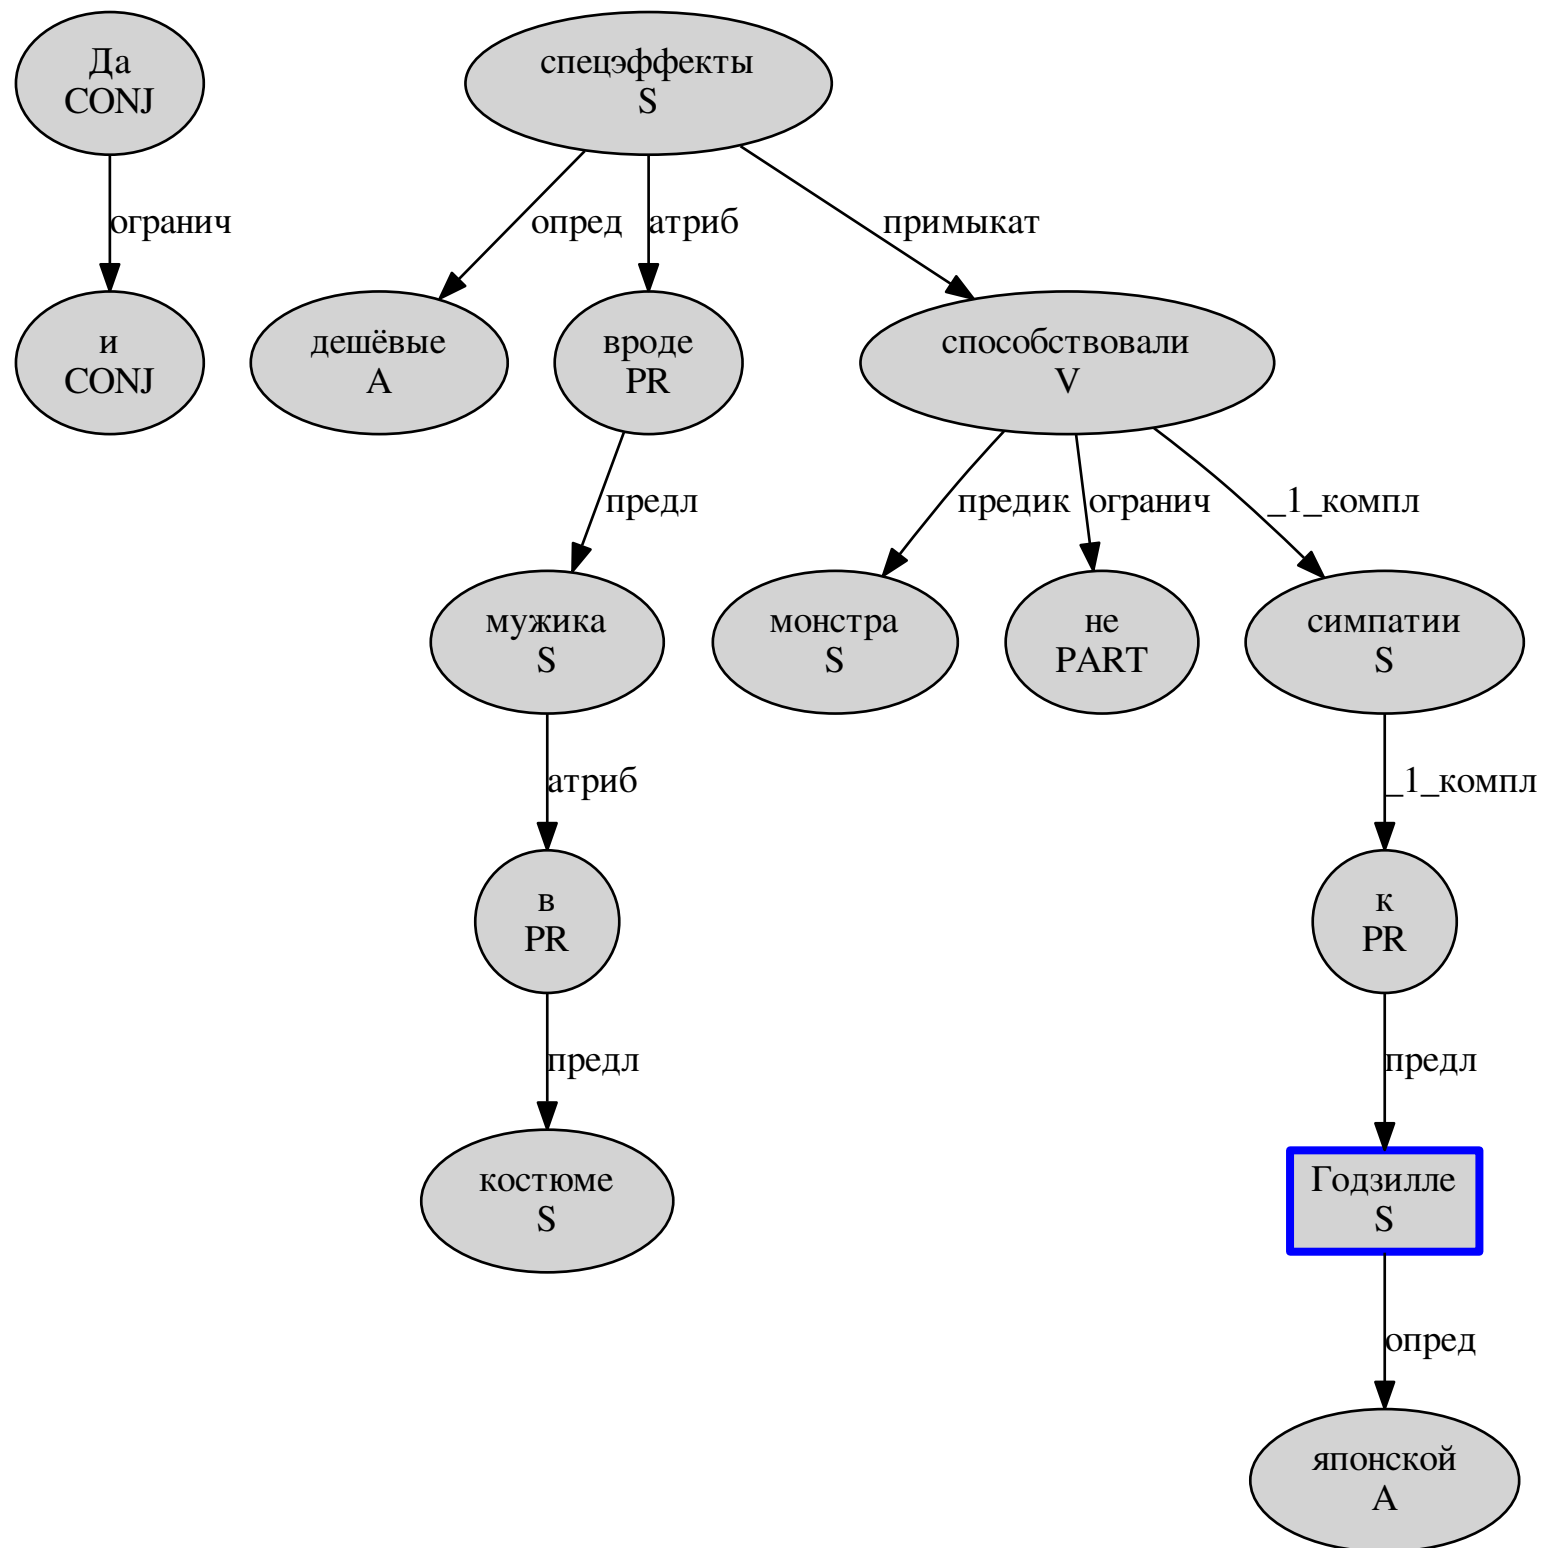 Да
CONJ
спецэффекты
S
огранич
опред
атриб
примыкат
и
CONJ
дешёвые
A
вроде
PR
способствовали
V
предл
предик
огранич
_1_компл
мужика
S
монстра
S
не
PART
симпатии
S
атриб
_1_компл
в
PR
к
PR
предл
предл
костюме
S
Годзилле
S
опред
японской
A